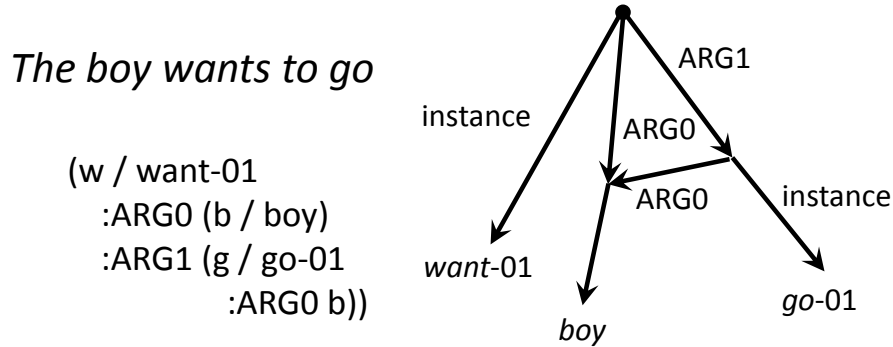 The boy wants to go
(w / want-01
:ARG0 (b / boy)
:ARG1 (g / go-01
:ARG0 b))
ARG1
instance
ARG0
ARG0
instance
want-01
boy
go-01